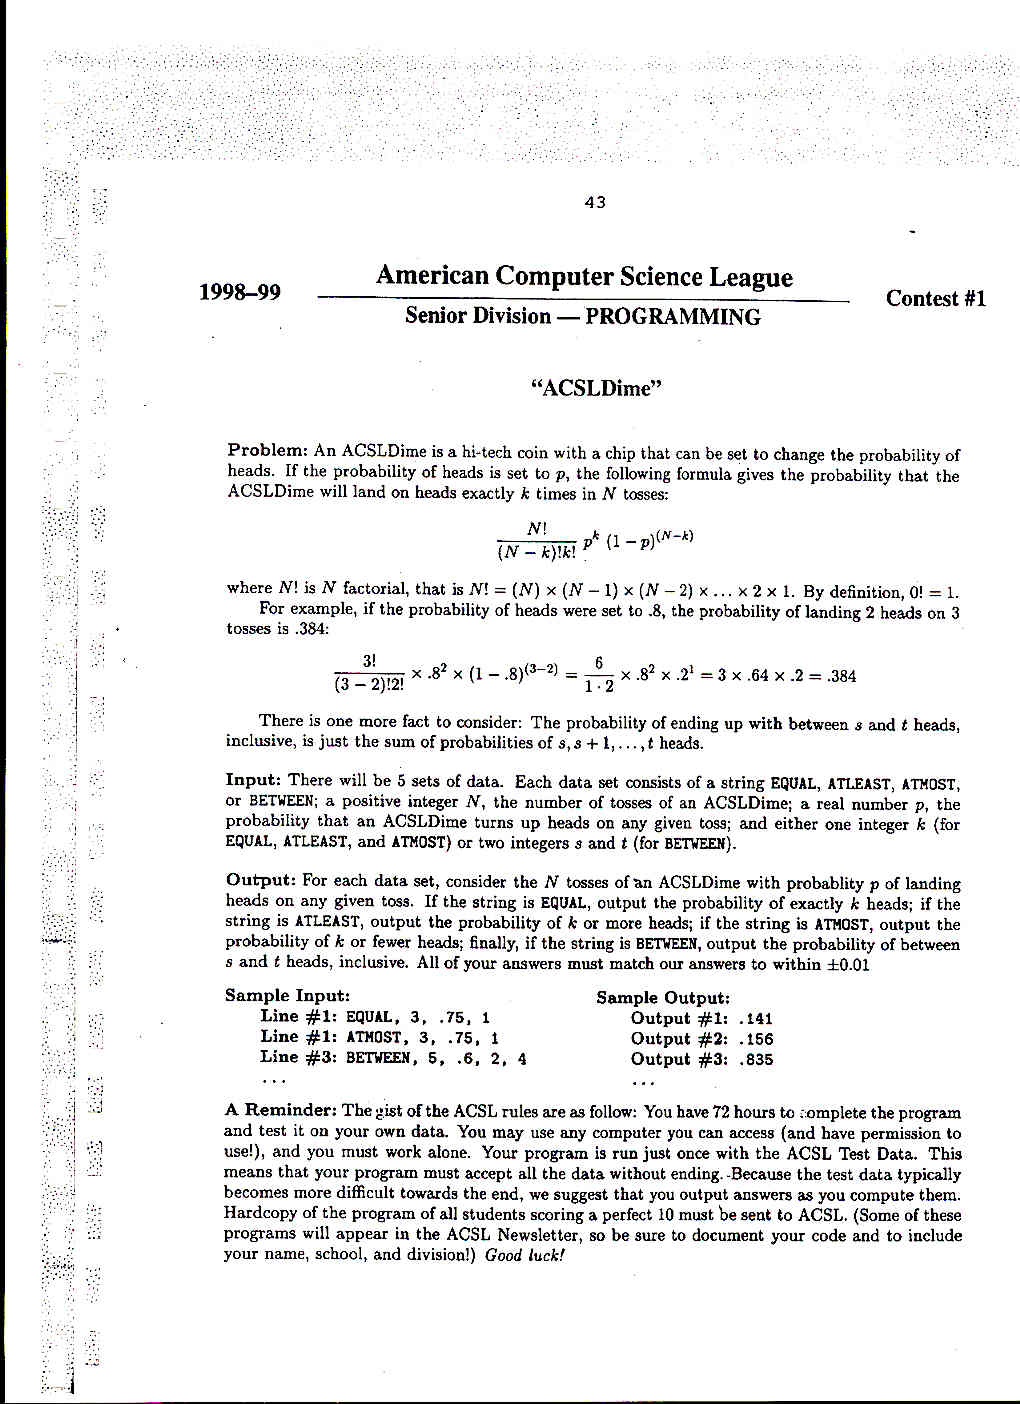 43
1998–99
American Computer Science League
Contest #1
Senior Division — PROGRAMMING
“ACSLDime”
Problem: An ACSLDime is a hi-tech coin with a chip that can be set to change the probability of
heads. If the probability of heads is set to p, the following formula gives the probability that the
ACSLDime will land on heads exactly k times in N tosses:
N!
(N − k)!k! p^k (1 − p)^(N−k)
where N! is N factorial, that is N! = (N) × (N − 1) × (N − 2) × ... × 2 × 1. By definition, 0! = 1.
For example, if the probability of heads were set to .8, the probability of landing 2 heads on 3
tosses is .384:
3!/(3 − 2)!2! × .8^2 × (1 − .8)^(3−2) = 6/1·2 × .8^2 × .2^1 = 3 × .64 × .2 = .384
There is one more fact to consider: The probability of ending up with between s and t heads,
inclusive, is just the sum of probabilities of s, s + 1, ..., t heads.
Input: There will be 5 sets of data. Each data set consists of a string EQUAL, ATLEAST, ATMOST,
or BETWEEN; a positive integer N, the number of tosses of an ACSLDime; a real number p, the
probability that an ACSLDime turns up heads on any given toss; and either one integer k (for
EQUAL, ATLEAST, and ATMOST) or two integers s and t (for BETWEEN).
Output: For each data set, consider the N tosses of an ACSLDime with probablity p of landing
heads on any given toss. If the string is EQUAL, output the probability of exactly k heads; if the
string is ATLEAST, output the probability of k or more heads; if the string is ATMOST, output the
probability of k or fewer heads; finally, if the string is BETWEEN, output the probability of between
s and t heads, inclusive. All of your answers must match our answers to within ±0.01
Sample Input:
Line #1: EQUAL, 3, .75, 1
Line #1: ATMOST, 3, .75, 1
Line #3: BETWEEN, 5, .6, 2, 4
...
Sample Output:
Output #1: .141
Output #2: .156
Output #3: .835
...
A Reminder: The gist of the ACSL rules are as follow: You have 72 hours to complete the program
and test it on your own data. You may use any computer you can access (and have permission to
use!), and you must work alone. Your program is run just once with the ACSL Test Data. This
means that your program must accept all the data without ending. Because the test data typically
becomes more difficult towards the end, we suggest that you output answers as you compute them.
Hardcopy of the program of all students scoring a perfect 10 must be sent to ACSL. (Some of these
programs will appear in the ACSL Newsletter, so be sure to document your code and to include
your name, school, and division!) Good luck!